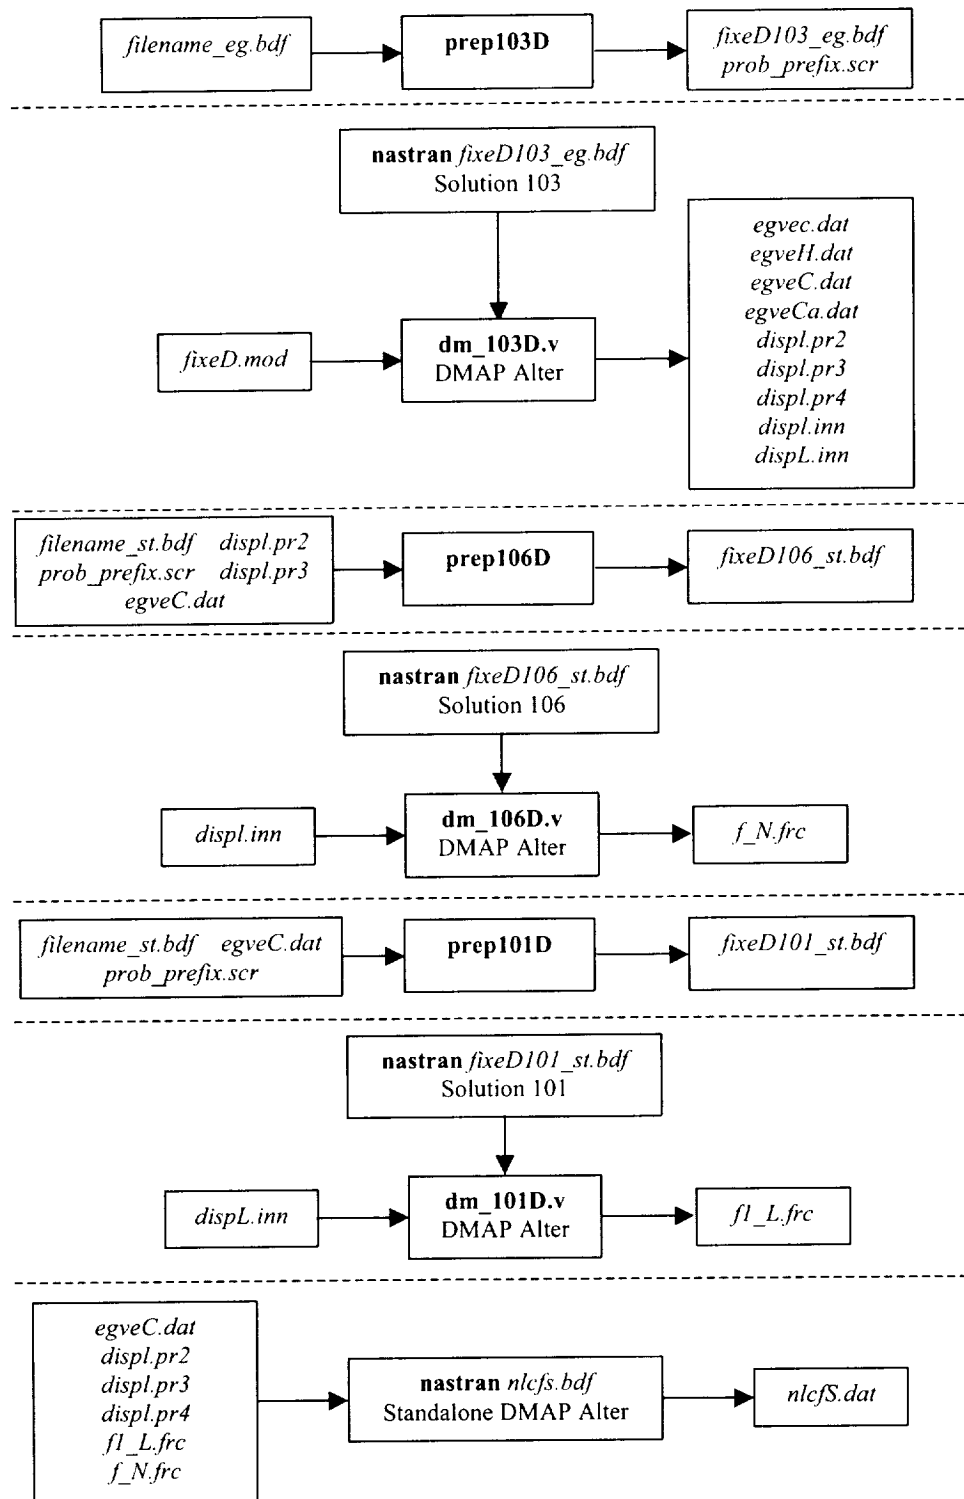 filename_eg.bdf
prep103D
fixeD103_eg.bdf
prob_prefix.scr
nastran fixeD103_eg.bdf
Solution 103
fixeD.mod
dm_103D.v
DMAP Alter
egvec.dat
egveH.dat
egveC.dat
egveCa.dat
displ.pr2
displ.pr3
displ.pr4
displ.inn
dispL.inn
filename_st.bdf displ.pr2
prob_prefix.scr displ.pr3
egveC.dat
prep106D
fixeD106_st.bdf
nastran fixeD106_st.bdf
Solution 106
displ.inn
dm_106D.v
DMAP Alter
f_N.frc
filename_st.bdf egveC.dat
prob_prefix.scr
prep101D
fixeD101_st.bdf
nastran fixeD101_st.bdf
Solution 101
dispL.inn
dm_101D.v
DMAP Alter
f1_L.frc
egveC.dat
displ.pr2
displ.pr3
displ.pr4
f1_L.frc
f_N.frc
nastran nlcfs.bdf
Standalone DMAP Alter
nlcfS.dat